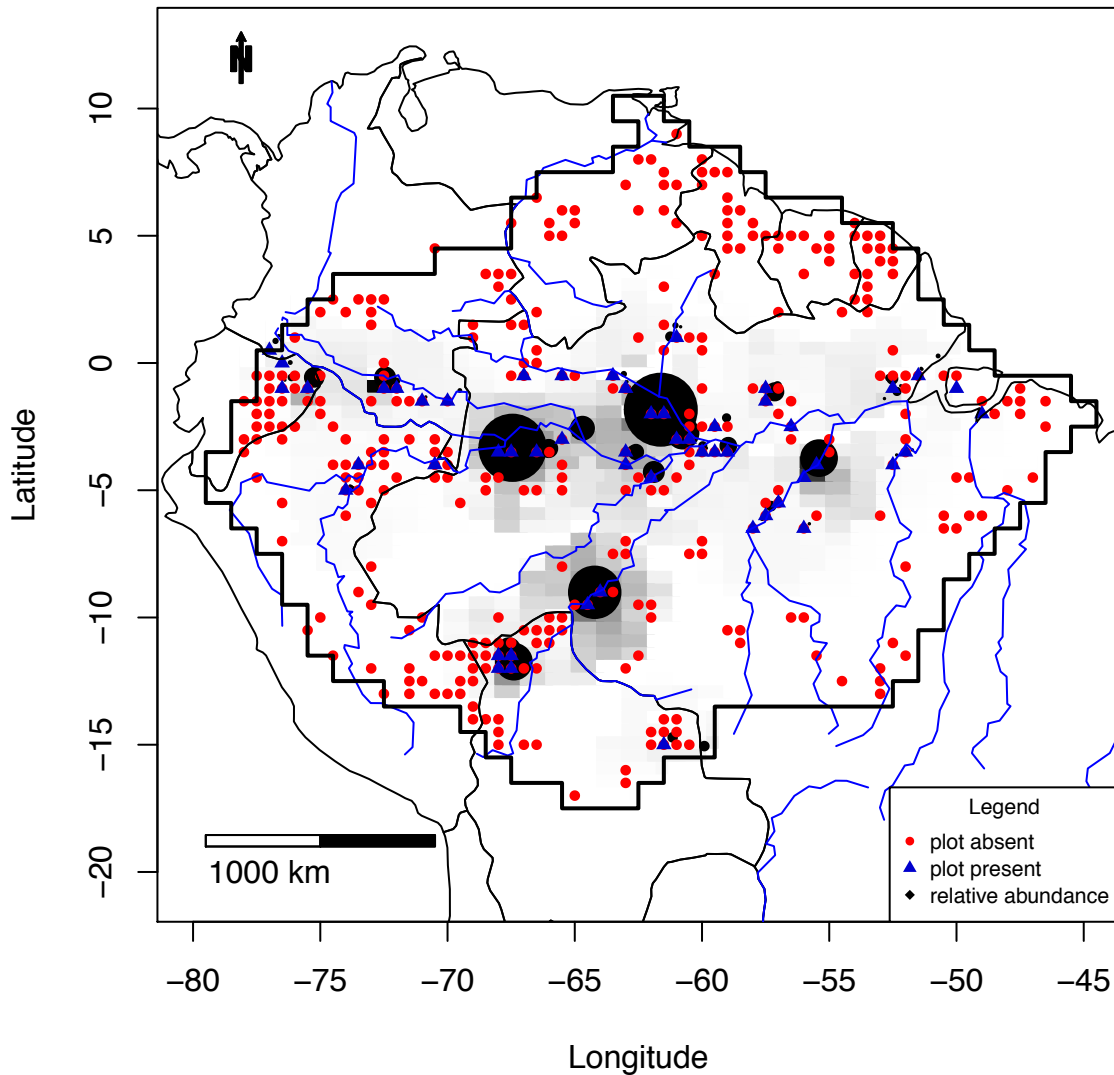 N
Latitude
10
5
0
−5
−10
−15
−20
1000 km
Legend
plot absent
plot present
relative abundance
−80 −75 −70 −65 −60 −55 −50 −45
Longitude